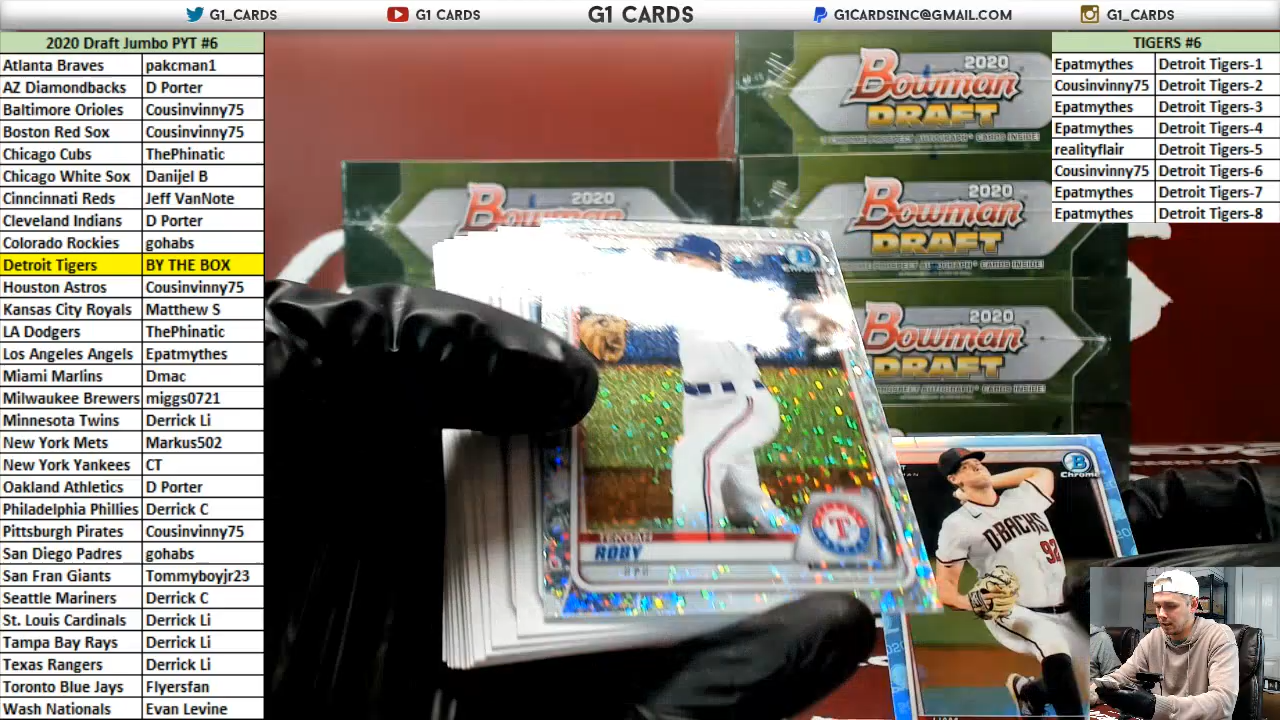 G1_CARDS
G1 CARDS
G1 CARDS
G1CARDSINC@GMAIL.COM
G1_CARDS
2020 Draft Jumbo PYT #6
Atlanta Braves pakcman1
AZ Diamondbacks D Porter
Baltimore Orioles Cousinvinny75
Boston Red Sox Cousinvinny75
Chicago Cubs ThePhinatic
Chicago White Sox Danijel B
Cinncinnati Reds Jeff VanNote
Cleveland Indians D Porter
Colorado Rockies gohabs
Detroit Tigers BY THE BOX
Houston Astros Cousinvinny75
Kansas City Royals Matthew S
LA Dodgers ThePhinatic
Los Angeles Angels Epatmythes
Miami Marlins Dmac
Milwaukee Brewers miggs0721
Minnesota Twins Derrick Li
New York Mets Markus502
New York Yankees CT
Oakland Athletics D Porter
Philadelphia Phillies Derrick C
Pittsburgh Pirates Cousinvinny75
San Diego Padres gohabs
San Fran Giants Tommyboyjr23
Seattle Mariners Derrick C
St. Louis Cardinals Derrick Li
Tampa Bay Rays Derrick Li
Texas Rangers Derrick Li
Toronto Blue Jays Flyersfan
Wash Nationals Evan Levine
TIGERS #6
Epatmythes Detroit Tigers-1
Cousinvinny75 Detroit Tigers-2
Epatmythes Detroit Tigers-3
Epatmythes Detroit Tigers-4
realityflair Detroit Tigers-5
Cousinvinny75 Detroit Tigers-6
Epatmythes Detroit Tigers-7
Epatmythes Detroit Tigers-8
2020
Bowman
DRAFT
2020
Bowman
DRAFT
2020
Bowman
DRAFT
2020
Bowman
B
Chrome
TEKOAH
ROBY
T
B
Chrome
DBACKS
92